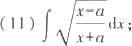 (11) ∫ √((x−a)/(x+a)) dx;